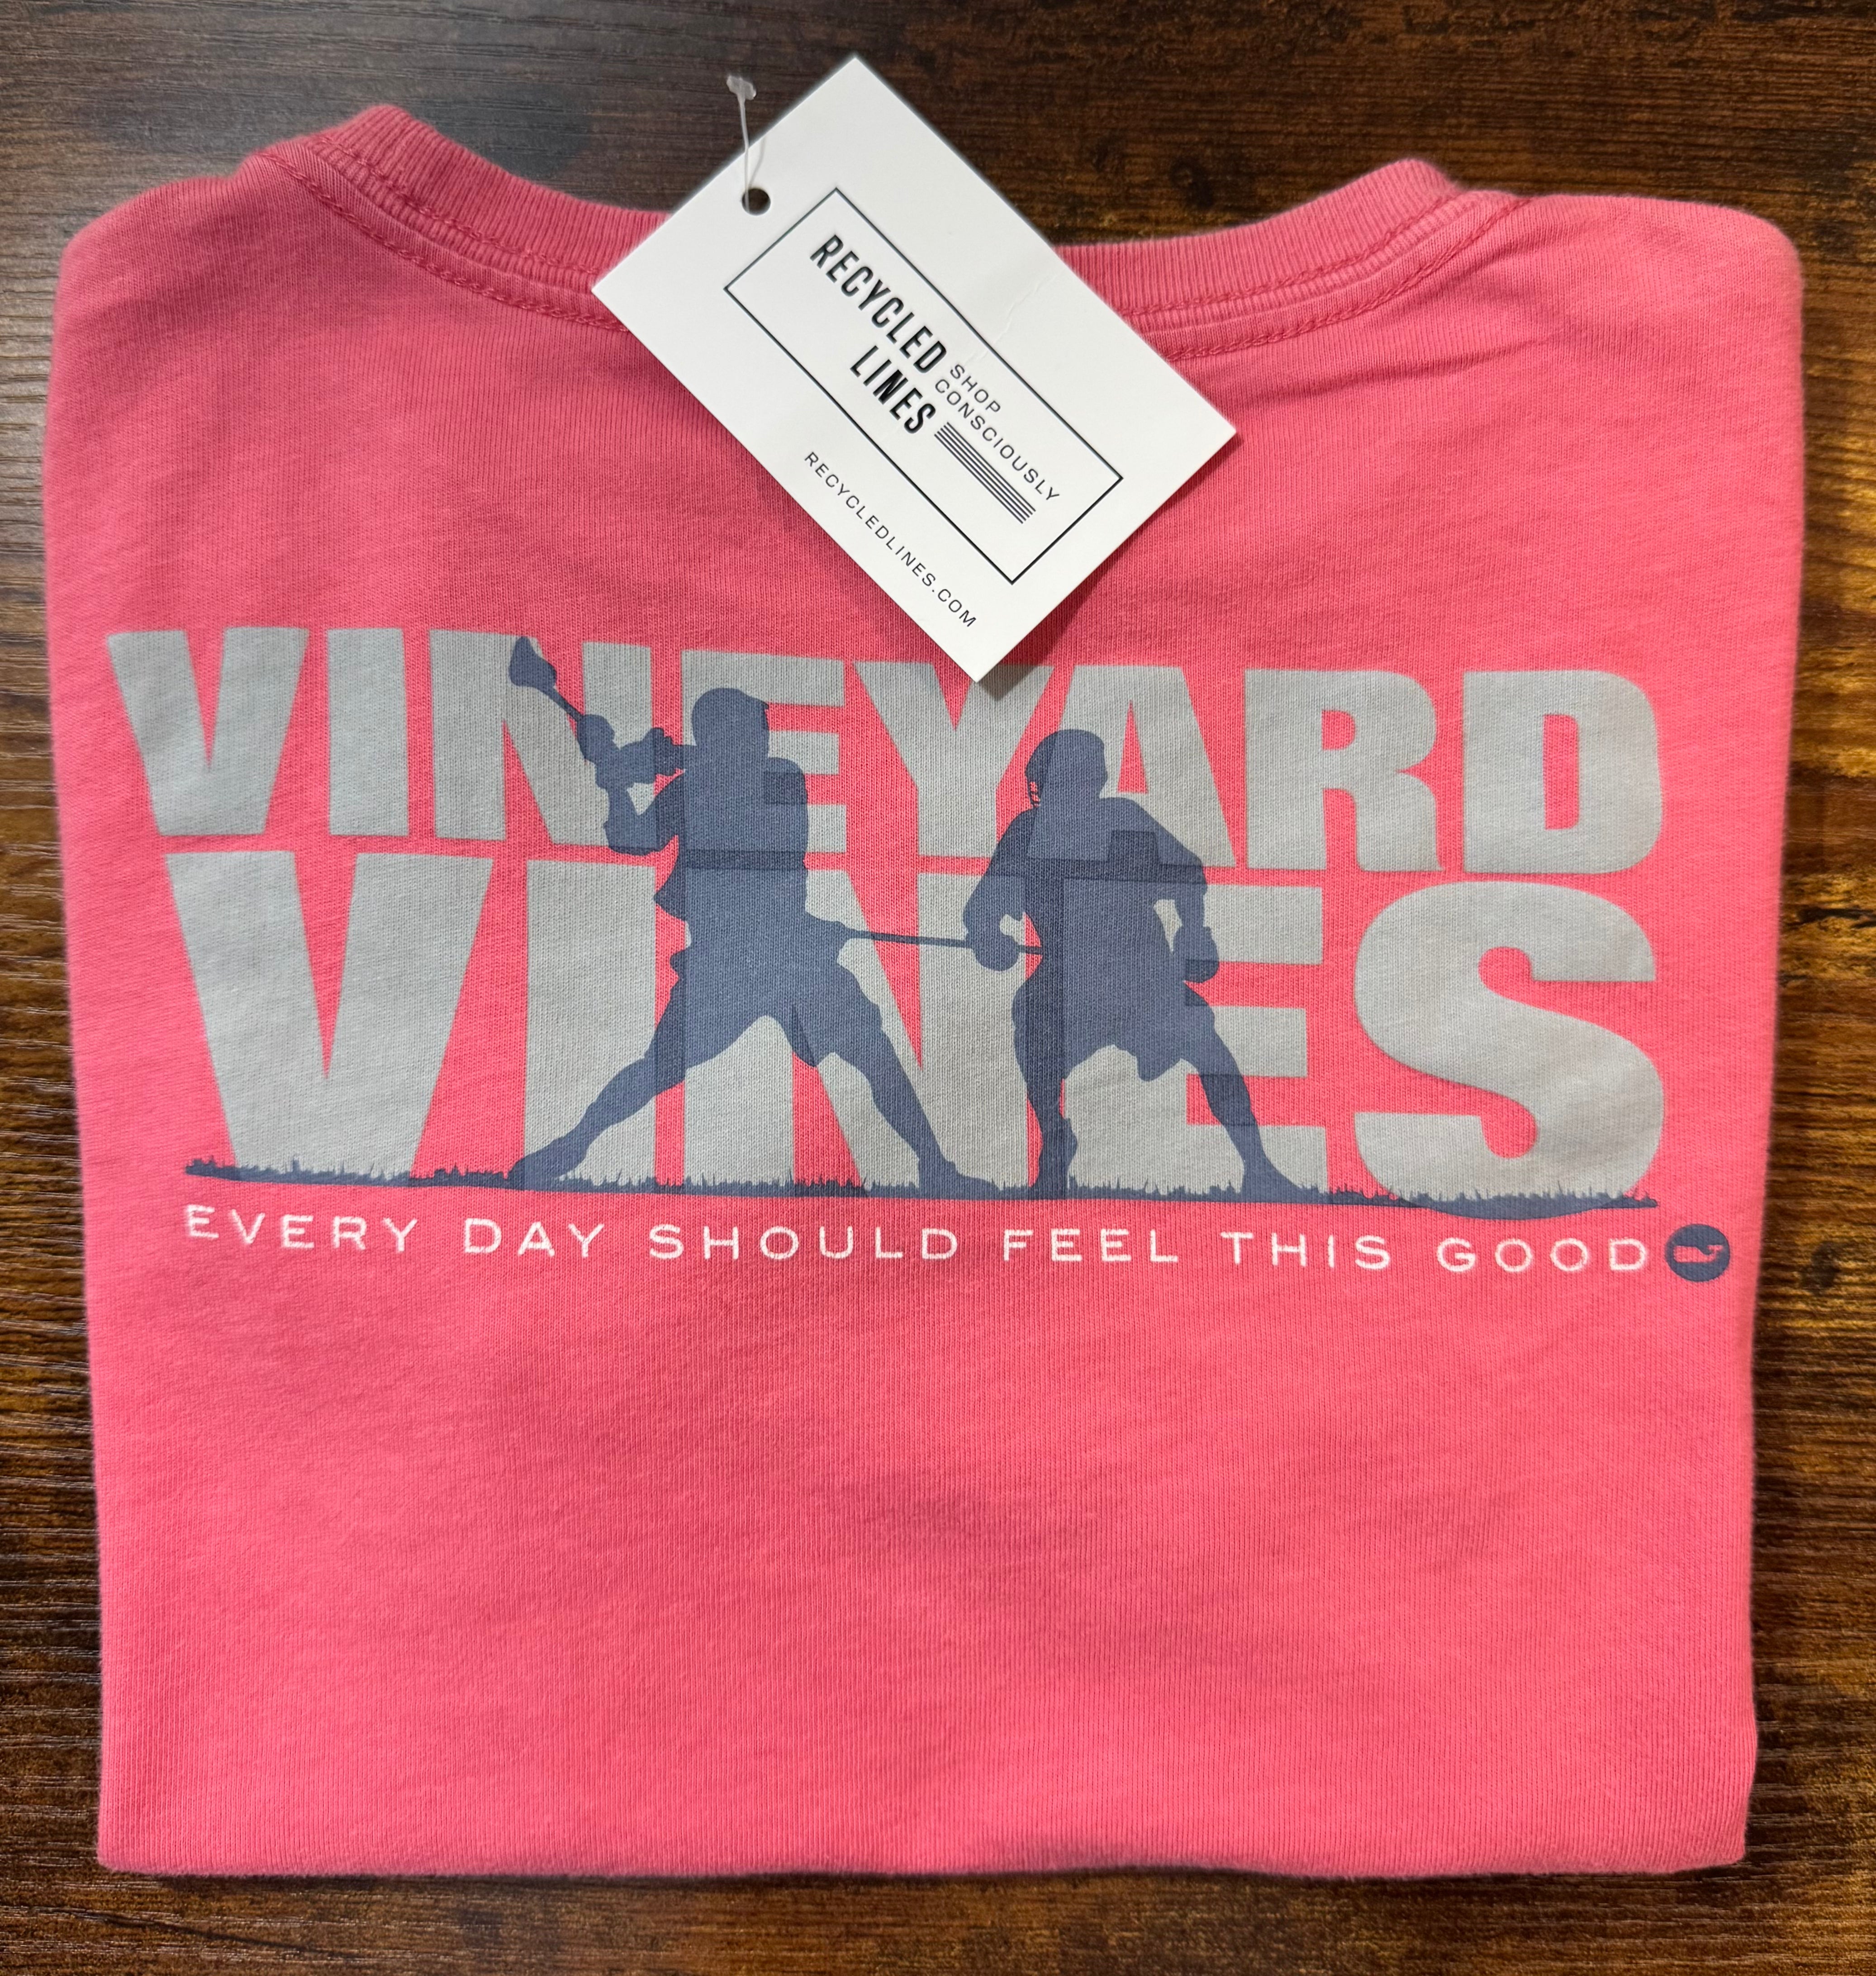 RECYCLED
LINES
SHOP
CONSCIOUSLY
RECYCLEDLINES.COM
VINEYARD
VINES
EVERY DAY SHOULD FEEL THIS GOOD